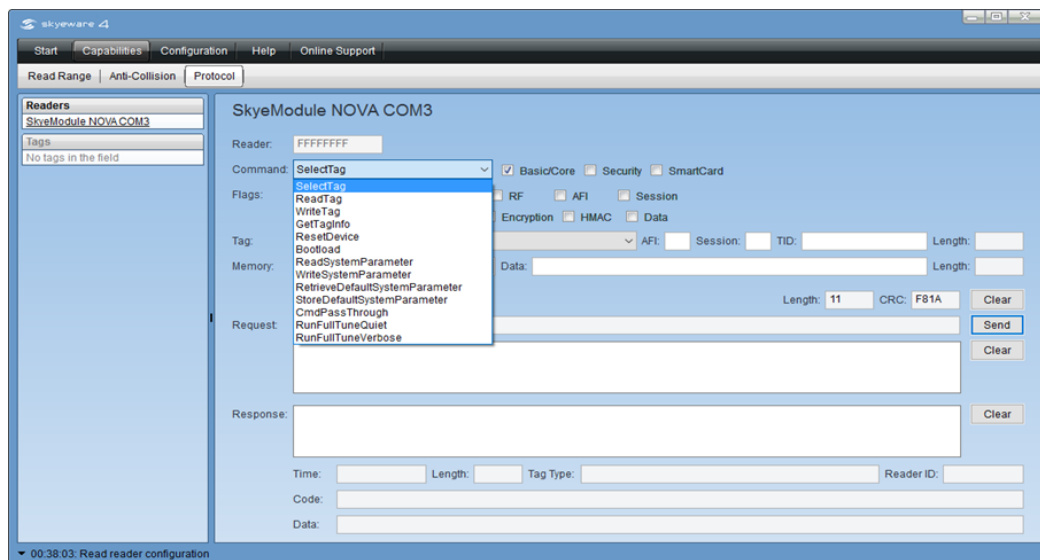 skyeware 4
Start Capabilities Configuration Help Online Support
Read Range Anti-Collision Protocol
Readers
SkyeModule NOVA COM3
Tags
No tags in the field
SkyeModule NOVA COM3
Reader: FFFFFFFF
Command: SelectTag Basic/Core Security SmartCard
SelectTag
ReadTag
WriteTag
GetTagInfo
ResetDevice
Bootload
ReadSystemParameter
WriteSystemParameter
RetrieveDefaultSystemParameter
StoreDefaultSystemParameter
CmdPassThrough
RunFullTuneQuiet
RunFullTuneVerbose
Flags: RF AFI Session
Encryption HMAC Data
Tag: AFI: Session: TID: Length:
Memory: Data: Length:
Length: 11 CRC: F81A Clear
Request: Send
Clear
Response: Clear
Time: Length: Tag Type: Reader ID:
Code:
Data:
00:38:03: Read reader configuration